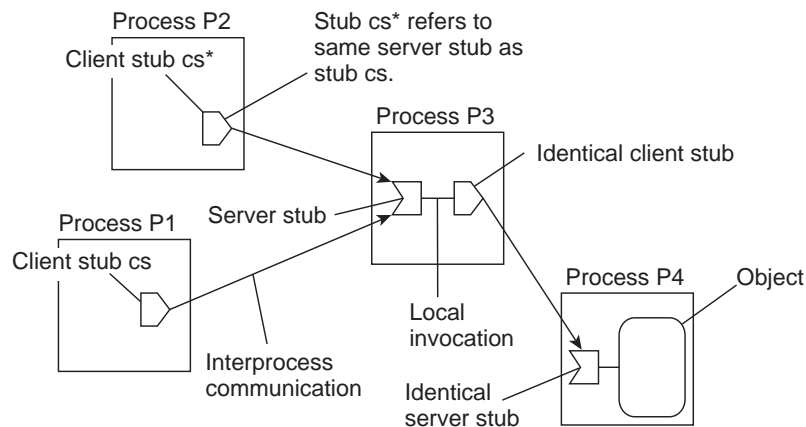 Process P2
Client stub cs*
Stub cs* refers to
same server stub as
stub cs.
Process P3
Identical client stub
Server stub
Process P1
Client stub cs
Process P4
Object
Local
invocation
Interprocess
communication
Identical
server stub